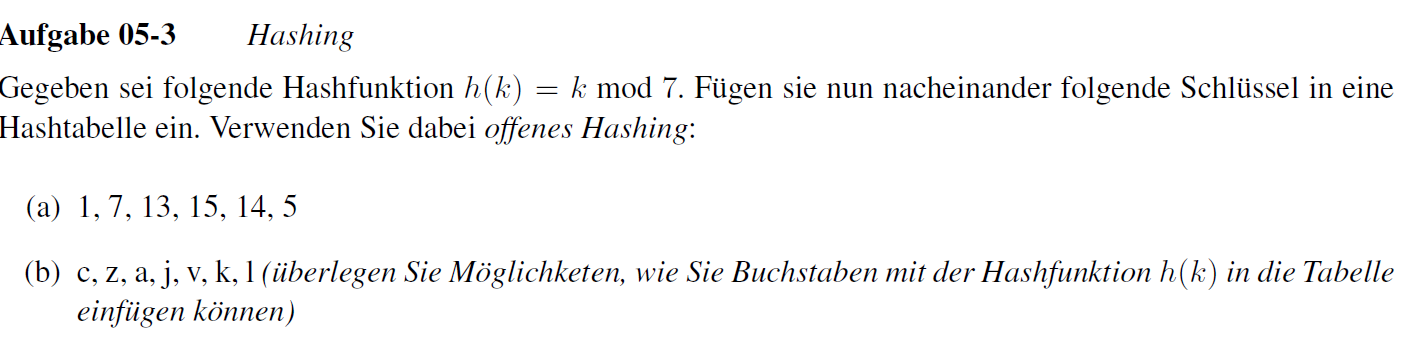 Aufgabe 05-3 Hashing
Gegeben sei folgende Hashfunktion h(k) = k mod 7. Fügen sie nun nacheinander folgende Schlüssel in eine
Hashtabelle ein. Verwenden Sie dabei offenes Hashing:
(a) 1, 7, 13, 15, 14, 5
(b) c, z, a, j, v, k, l (überlegen Sie Möglichketen, wie Sie Buchstaben mit der Hashfunktion h(k) in die Tabelle
einfügen können)